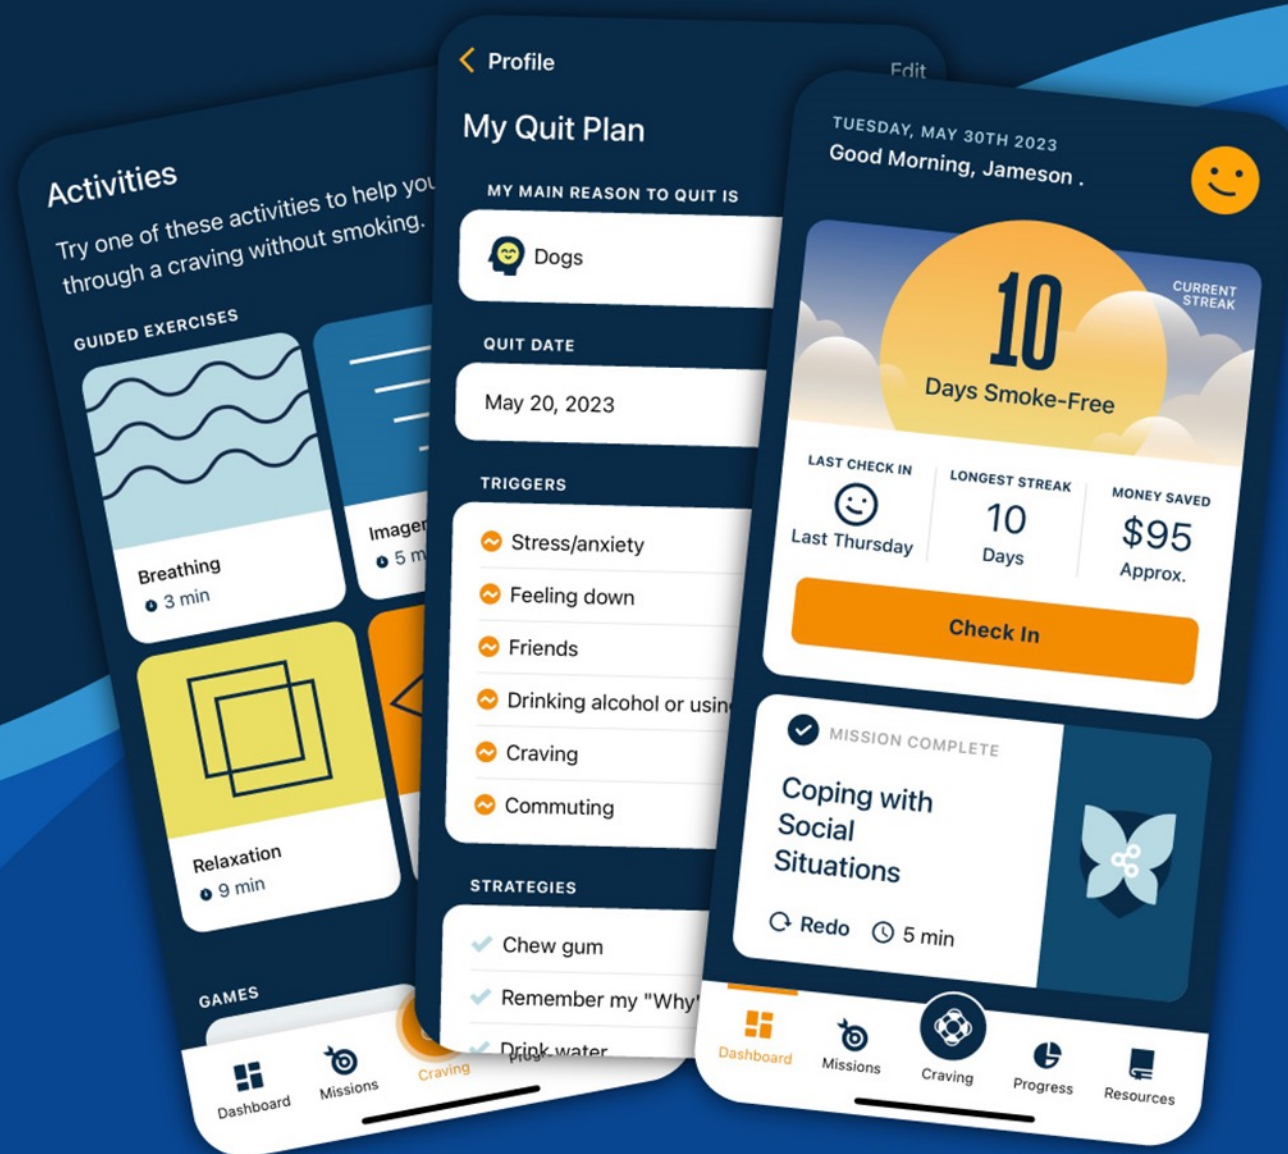 Activities
Try one of these activities to help you
through a craving without smoking.
GUIDED EXERCISES
Breathing
3 min
5 m
Relaxation
9 min
GAMES
Dashboard
Missions
Craving
Profile
Edit
My Quit Plan
MY MAIN REASON TO QUIT IS
Dogs
QUIT DATE
May 20, 2023
TRIGGERS
Stress/anxiety
Feeling down
Friends
Drinking alcohol or
Craving
Commuting
STRATEGIES
Chew gum
Remember my "Why"
Drink water
TUESDAY, MAY 30TH 2023
Good Morning, Jameson .
CURRENT
STREAK
10
Days Smoke-Free
LAST CHECK IN
Last Thursday
LONGEST STREAK
10
Days
MONEY SAVED
$95
Approx.
Check In
MISSION COMPLETE
Coping with
Social
Situations
Redo
5 min
Dashboard
Missions
Craving
Progress
Resources